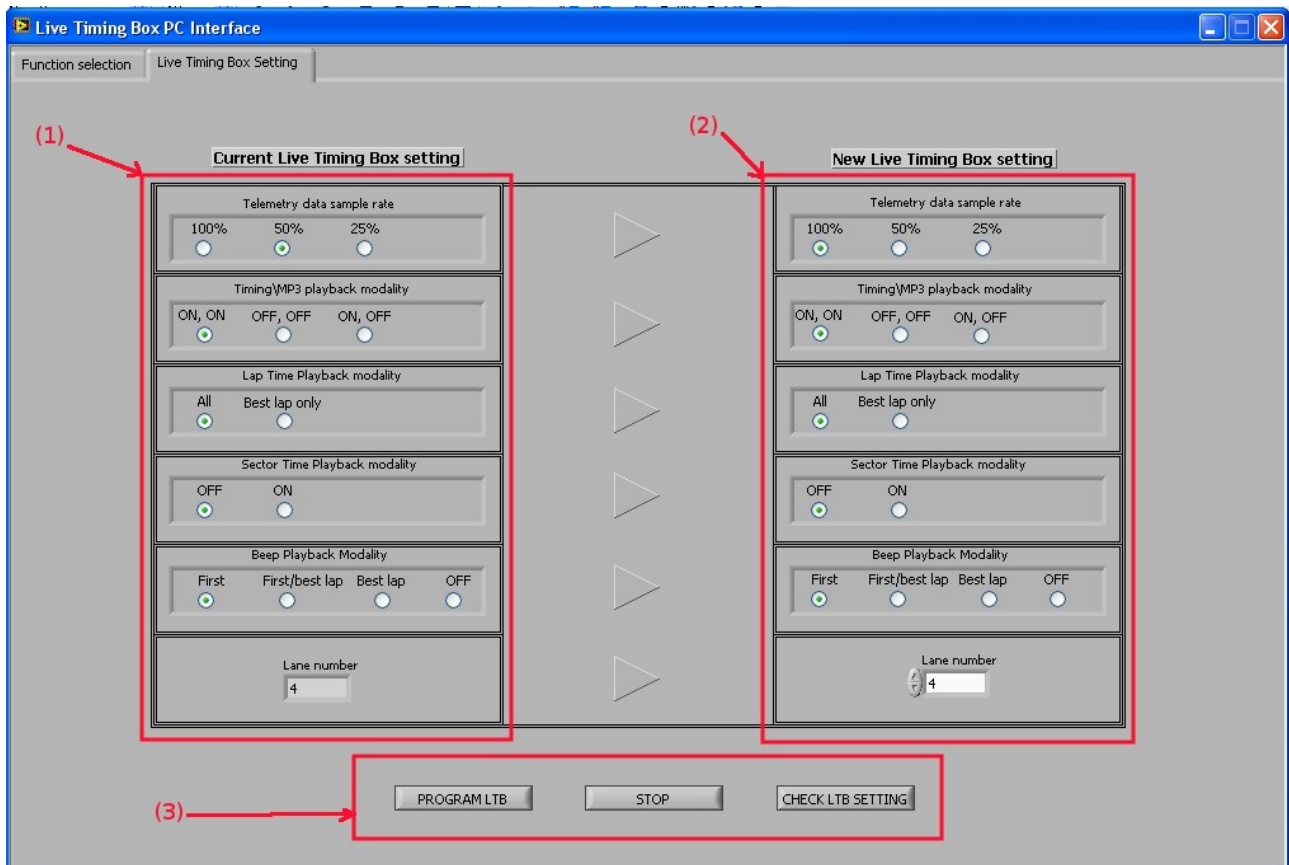 Live Timing Box PC Interface
Function selection Live Timing Box Setting
(1)
(2)
Current Live Timing Box setting
New Live Timing Box setting
Telemetry data sample rate
100% 50% 25%
Timing\MP3 playback modality
ON, ON OFF, OFF ON, OFF
Lap Time Playback modality
All Best lap only
Sector Time Playback modality
OFF ON
Beep Playback Modality
First First/best lap Best lap OFF
Lane number
4
Telemetry data sample rate
100% 50% 25%
Timing\MP3 playback modality
ON, ON OFF, OFF ON, OFF
Lap Time Playback modality
All Best lap only
Sector Time Playback modality
OFF ON
Beep Playback Modality
First First/best lap Best lap OFF
Lane number
4
(3)
PROGRAM LTB STOP CHECK LTB SETTING